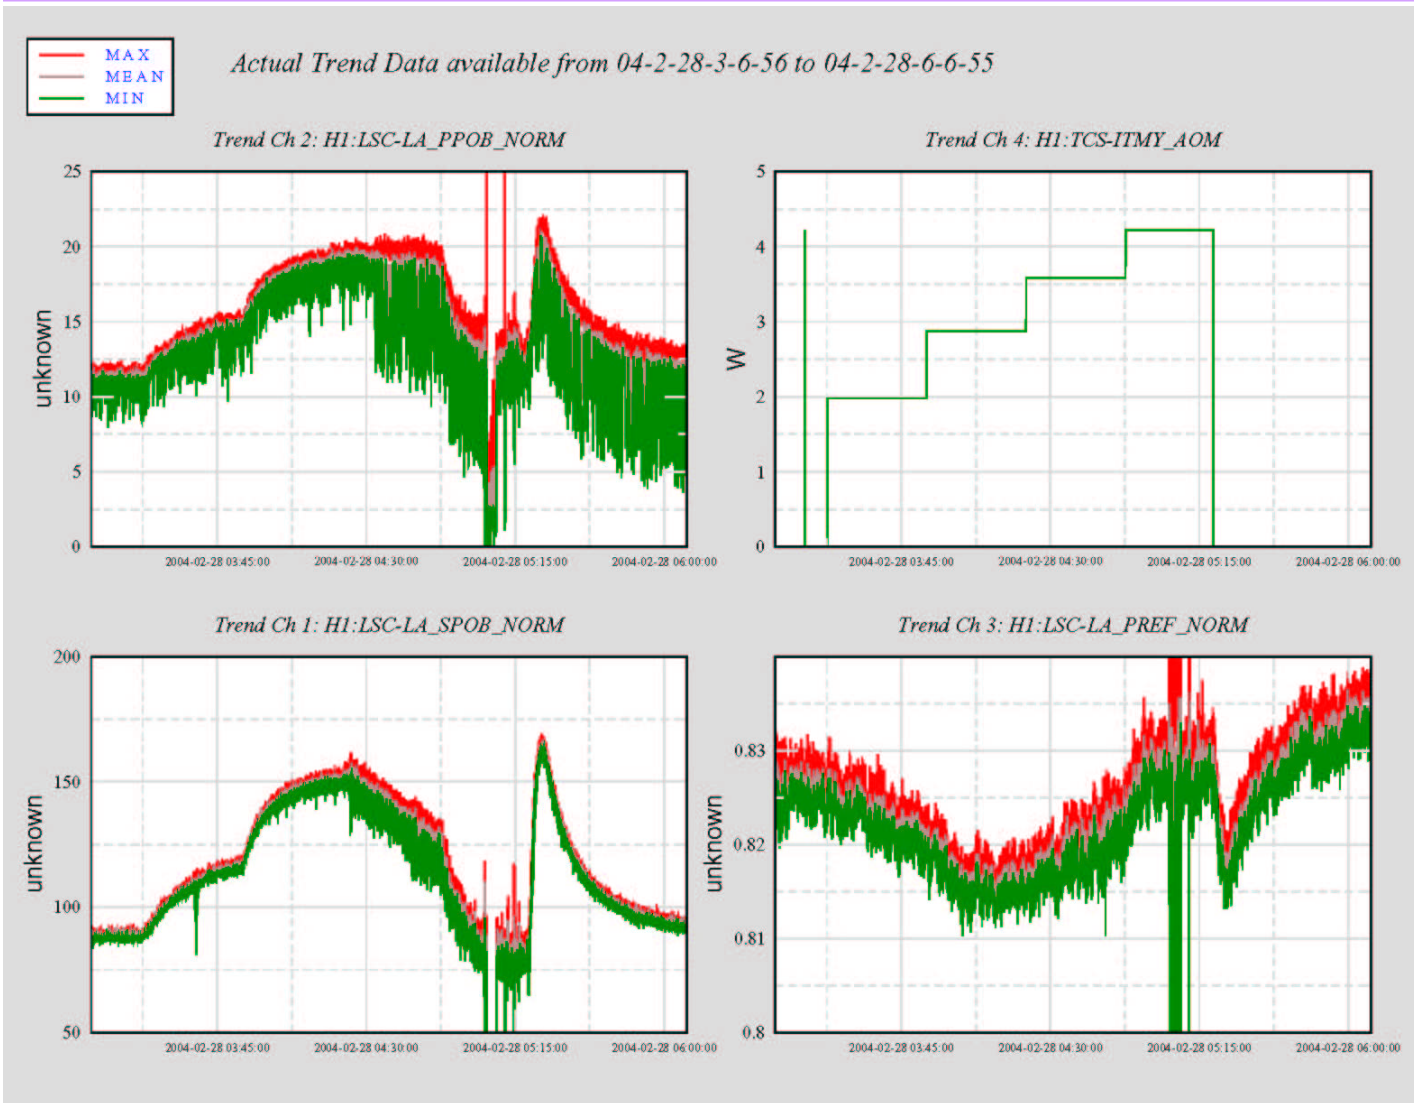 MAX
MEAN
MIN
Actual Trend Data available from 04-2-28-3-6-56 to 04-2-28-6-6-55
Trend Ch 2: H1:LSC-LA_PPOB_NORM
25
20
15
10
5
0
unknown
2004-02-28 03:45:00 2004-02-28 04:30:00 2004-02-28 05:15:00 2004-02-28 06:00:00
Trend Ch 4: H1:TCS-ITMY_AOM
5
4
3
2
1
0
W
2004-02-28 03:45:00 2004-02-28 04:30:00 2004-02-28 05:15:00 2004-02-28 06:00:00
Trend Ch 1: H1:LSC-LA_SPOB_NORM
200
150
100
50
unknown
2004-02-28 03:45:00 2004-02-28 04:30:00 2004-02-28 05:15:00 2004-02-28 06:00:00
Trend Ch 3: H1:LSC-LA_PREF_NORM
0.83
0.82
0.81
0.8
unknown
2004-02-28 03:45:00 2004-02-28 04:30:00 2004-02-28 05:15:00 2004-02-28 06:00:00